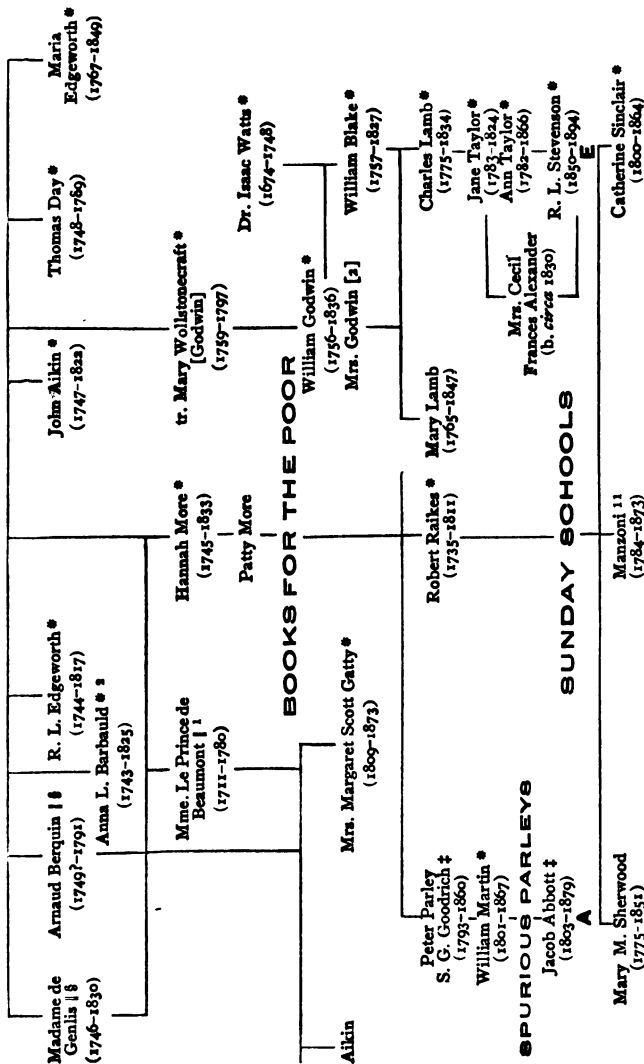 Madame de
Genlis ‖ §
(1746-1830)
Arnaud Berquin ‖ §
(1749?-1791)
R. L. Edgeworth *
(1744-1817)
Anna L. Barbauld * 2
(1743-1825)
John Aikin *
(1747-1822)
Thomas Day *
(1748-1789)
Maria
Edgeworth *
(1767-1849)
Mme. Le Prince de
Beaumont ‖ 1
(1711-1780)
Hannah More *
(1745-1833)
Patty More
tr. Mary Wollstonecraft *
[Godwin]
(1759-1797)
Dr. Isaac Watts *
(1674-1748)
BOOKS FOR THE POOR
Aikin
Mrs. Margaret Scott Gatty *
(1809-1873)
William Godwin *
(1756-1836)
Mrs. Godwin [2]
William Blake *
(1757-1827)
Peter Parley
S. G. Goodrich ‡
(1793-1860)
William Martin *
(1801-1867)
SPURIOUS PARLEYS
Jacob Abbott ‡
(1803-1879)
A
Robert Raikes *
(1735-1811)
Mary Lamb
(1765-1847)
Charles Lamb *
(1775-1834)
Jane Taylor *
(1783-1824)
Ann Taylor *
(1782-1866)
Mrs. Cecil
Frances Alexander
(b. circa 1830)
R. L. Stevenson *
(1850-1894)
E
SUNDAY SCHOOLS
Mary M. Sherwood
(1775-1851)
Manzoni 11
(1784-1873)
Catherine Sinclair *
(1800-1864)